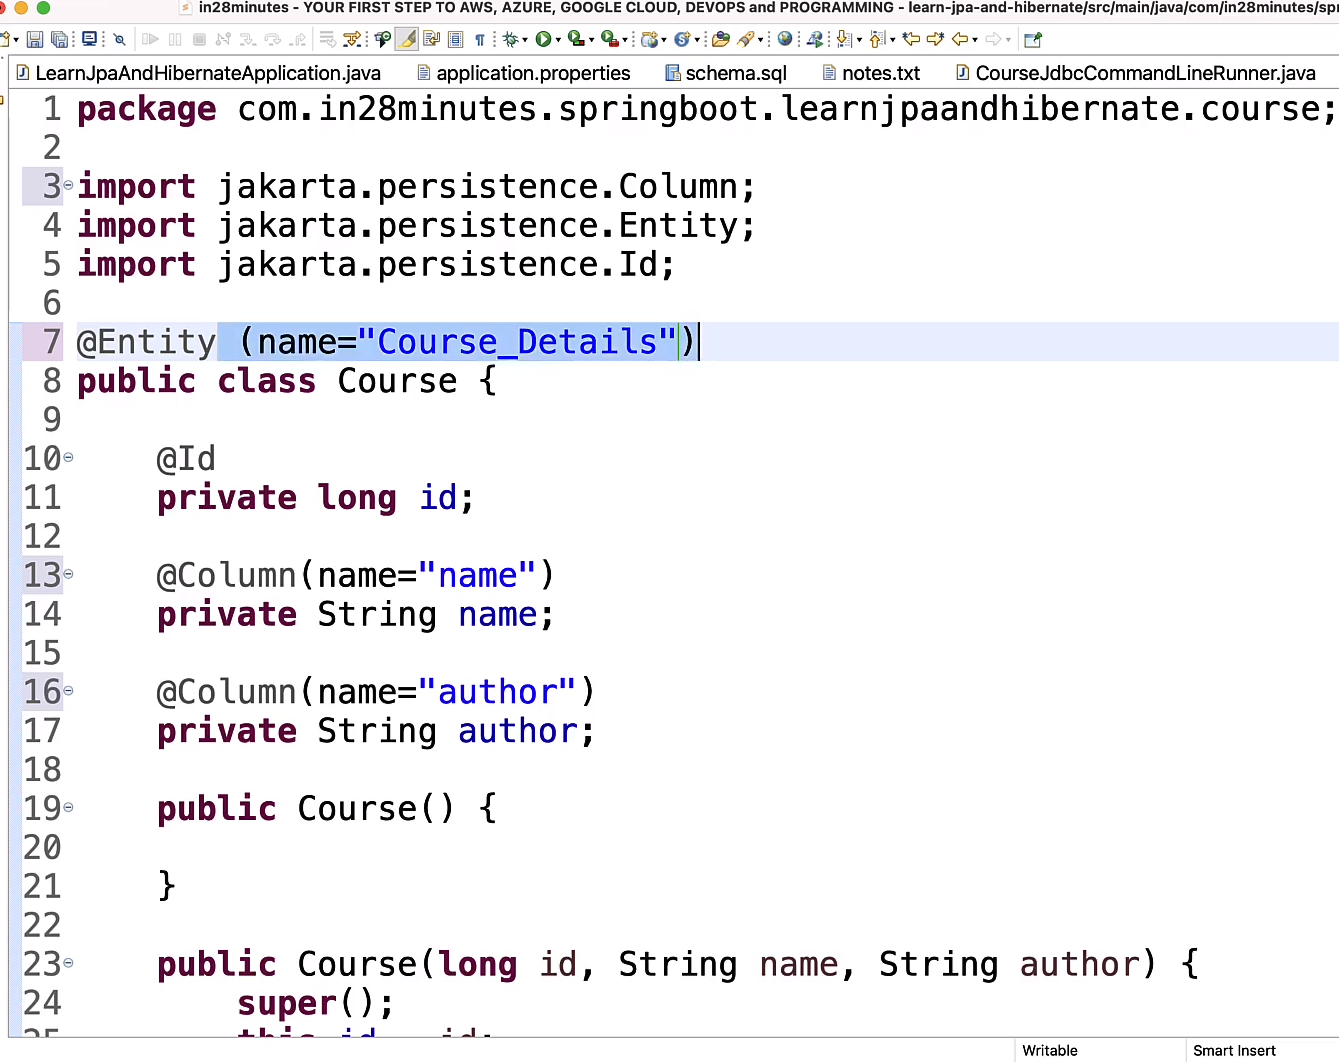 in28minutes - YOUR FIRST STEP TO AWS, AZURE, GOOGLE CLOUD, DEVOPS and PROGRAMMING - learn-jpa-and-hibernate/src/main/java/com/in28minutes/spr
LearnJpaAndHibernateApplication.java application.properties schema.sql notes.txt CourseJdbcCommandLineRunner.java
1 package com.in28minutes.springboot.learnjpaandhibernate.course;
2
3 import jakarta.persistence.Column;
4 import jakarta.persistence.Entity;
5 import jakarta.persistence.Id;
6
7 @Entity (name="Course_Details")
8 public class Course {
9
10 @Id
11 private long id;
12
13 @Column(name="name")
14 private String name;
15
16 @Column(name="author")
17 private String author;
18
19 public Course() {
20
21 }
22
23 public Course(long id, String name, String author) {
24 super();
Writable Smart Insert